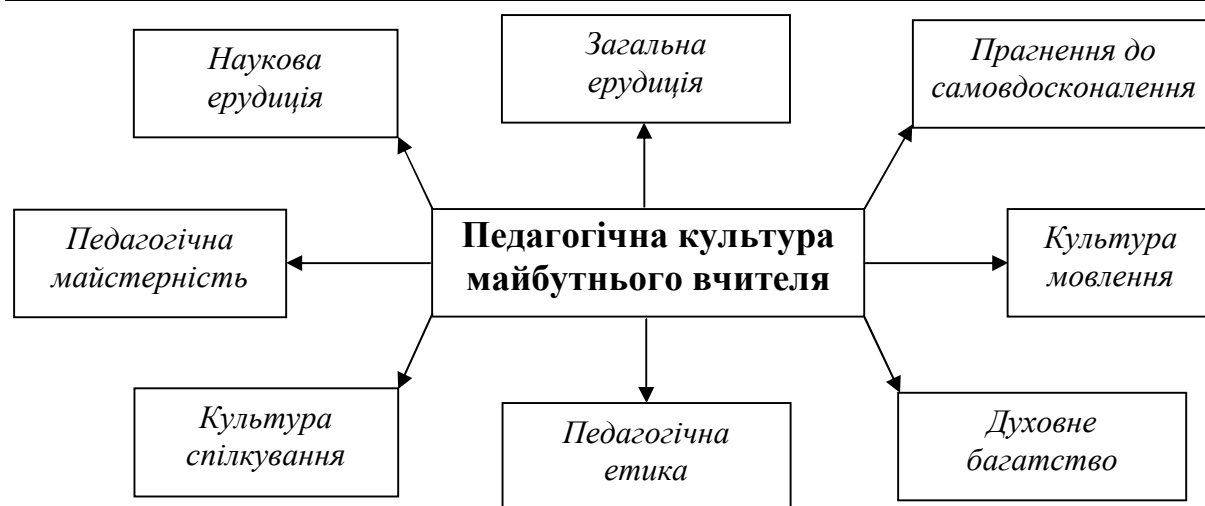 Наукова
ерудиція
Загальна
ерудиція
Прагнення до
самовдосконалення
Педагогічна
майстерність
Педагогічна культура
майбутнього вчителя
Культура
мовлення
Культура
спілкування
Педагогічна
етика
Духовне
багатство